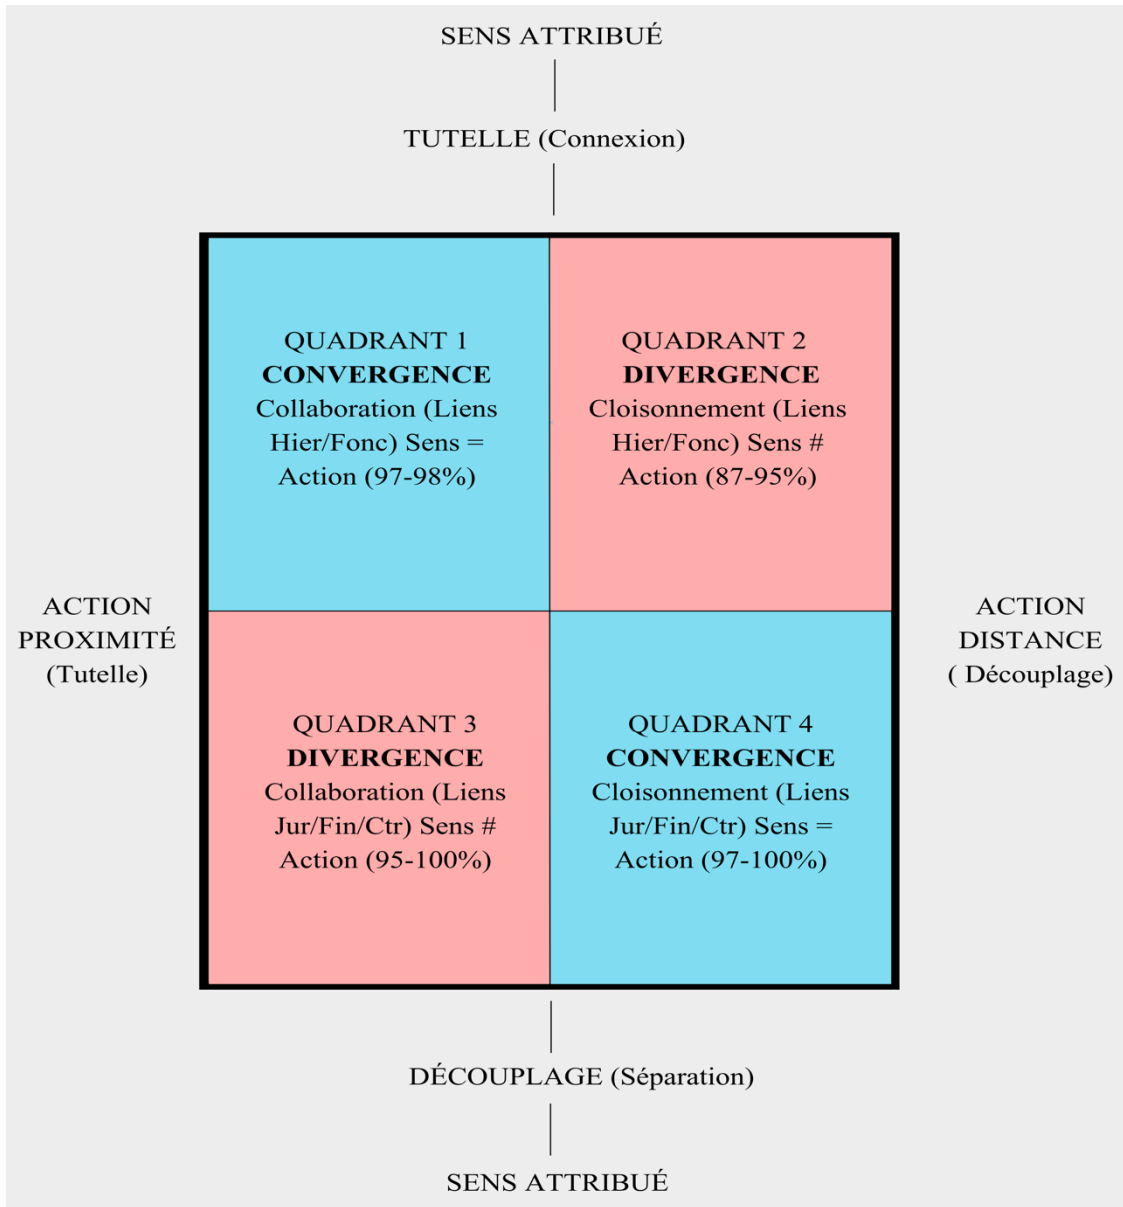 SENS ATTRIBUÉ
TUTELLE (Connexion)
QUADRANT 1
CONVERGENCE
Collaboration (Liens
Hier/Fonc) Sens =
Action (97-98%)
QUADRANT 2
DIVERGENCE
Cloisonnement (Liens
Hier/Fonc) Sens #
Action (87-95%)
ACTION
PROXIMITÉ
(Tutelle)
ACTION
DISTANCE
( Découplage)
QUADRANT 3
DIVERGENCE
Collaboration (Liens
Jur/Fin/Ctr) Sens #
Action (95-100%)
QUADRANT 4
CONVERGENCE
Cloisonnement (Liens
Jur/Fin/Ctr) Sens =
Action (97-100%)
DÉCOUPLAGE (Séparation)
SENS ATTRIBUÉ